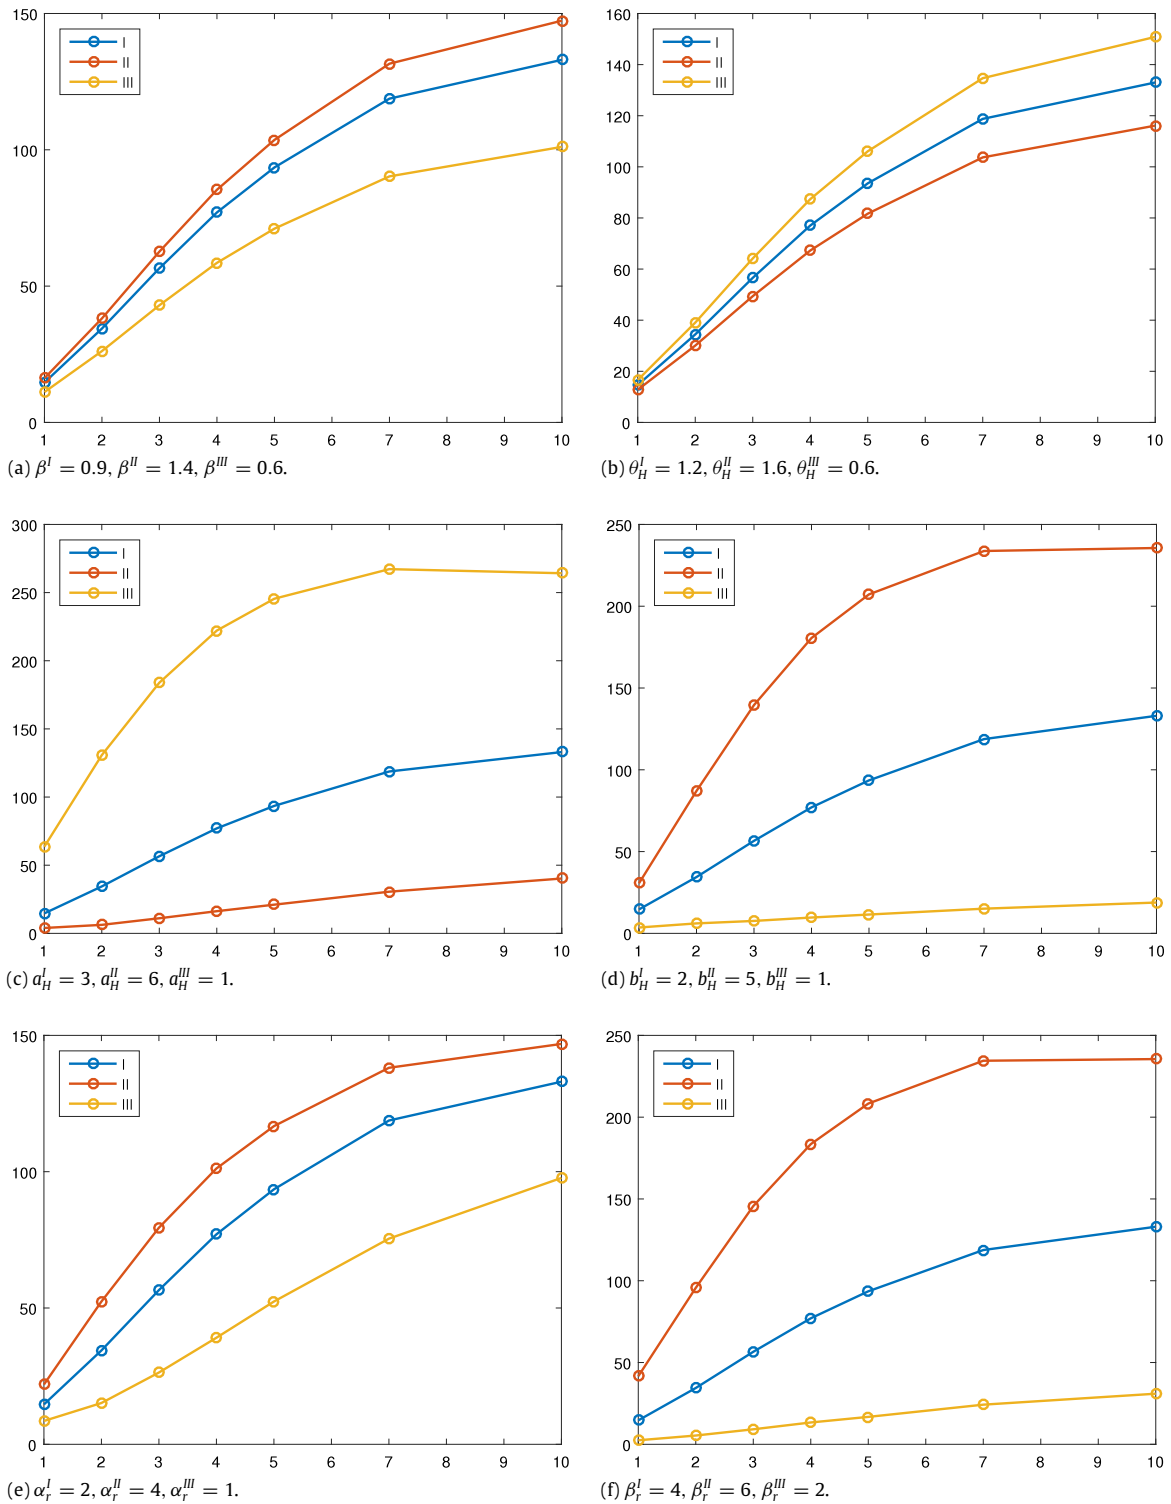 150
100
50
0
I
II
III
1 2 3 4 5 6 7 8 9 10
(a) β^I = 0.9, β^II = 1.4, β^III = 0.6.
160
140
120
100
80
60
40
20
0
I
II
III
1 2 3 4 5 6 7 8 9 10
(b) θ_H^I = 1.2, θ_H^II = 1.6, θ_H^III = 0.6.
300
250
200
150
100
50
0
I
II
III
1 2 3 4 5 6 7 8 9 10
(c) a_H^I = 3, a_H^II = 6, a_H^III = 1.
250
200
150
100
50
0
I
II
III
1 2 3 4 5 6 7 8 9 10
(d) b_H^I = 2, b_H^II = 5, b_H^III = 1.
150
100
50
0
I
II
III
1 2 3 4 5 6 7 8 9 10
(e) α_r^I = 2, α_r^II = 4, α_r^III = 1.
250
200
150
100
50
0
I
II
III
1 2 3 4 5 6 7 8 9 10
(f) β_r^I = 4, β_r^II = 6, β_r^III = 2.